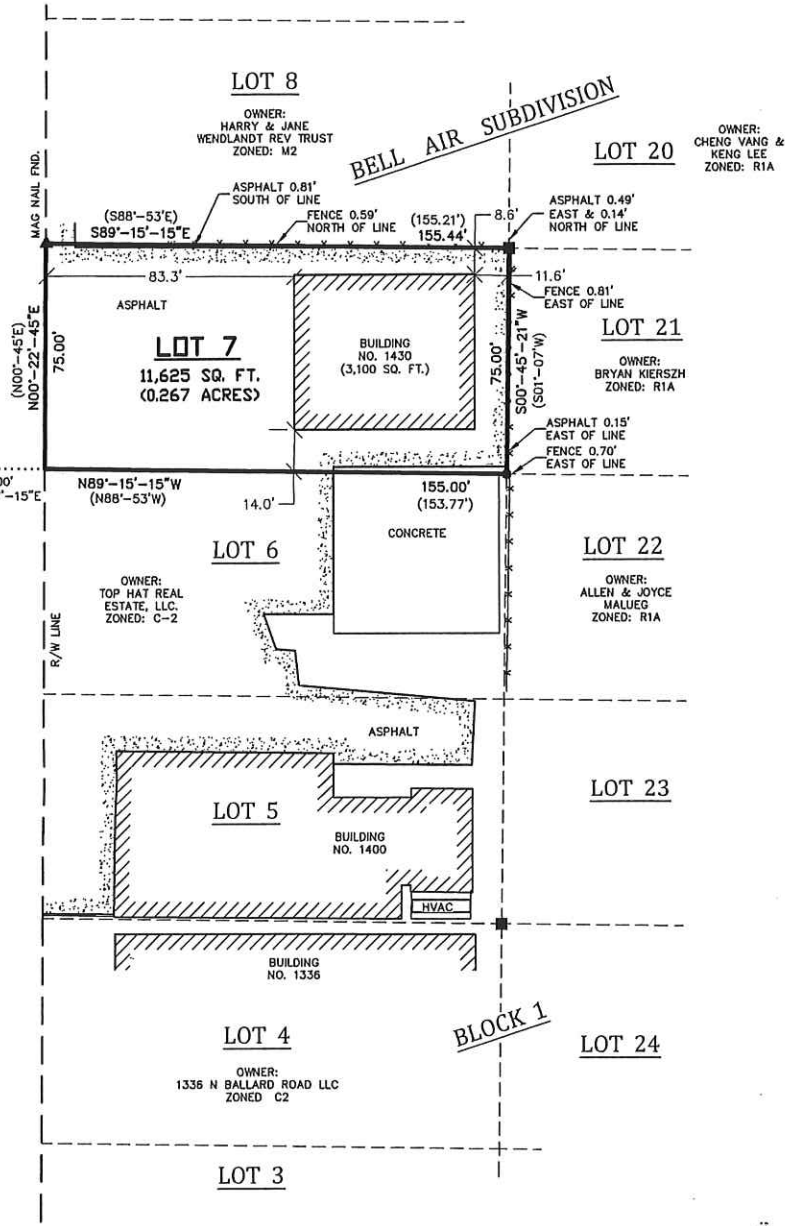 LOT 8
OWNER:
HARRY & JANE
WENDLANDT REV TRUST
ZONED: M2
BELL AIR SUBDIVISION
LOT 20
OWNER:
CHENG VANG &
KENG LEE
ZONED: R1A
MAG NAIL FND.
(S88°-53'E)
S89°-15'-15"E
ASPHALT 0.81'
SOUTH OF LINE
FENCE 0.59'
NORTH OF LINE
(155.21')
155.44'
8.6'
ASPHALT 0.49'
EAST & 0.14'
NORTH OF LINE
83.3'
11.6'
FENCE 0.81'
EAST OF LINE
ASPHALT
(N00°-45'E)
N00°-22'-45"E
75.00'
LOT 7
11,625 SQ. FT.
(0.267 ACRES)
BUILDING
NO. 1430
(3,100 SQ. FT.)
75.00'
S00°-45'-21"W
(S01°-07'W)
LOT 21
OWNER:
BRYAN KIERSZH
ZONED: R1A
ASPHALT 0.15'
EAST OF LINE
FENCE 0.70'
EAST OF LINE
00'
'-15"E
N89°-15'-15"W
(N88°-53'W)
14.0'
155.00'
(153.77')
CONCRETE
LOT 6
OWNER:
TOP HAT REAL
ESTATE, LLC.
ZONED: C-2
LOT 22
OWNER:
ALLEN & JOYCE
MALUEG
ZONED: R1A
R/W LINE
ASPHALT
LOT 5
BUILDING
NO. 1400
HVAC
LOT 23
BUILDING
NO. 1336
LOT 4
OWNER:
1336 N BALLARD ROAD LLC
ZONED C2
BLOCK 1
LOT 24
LOT 3